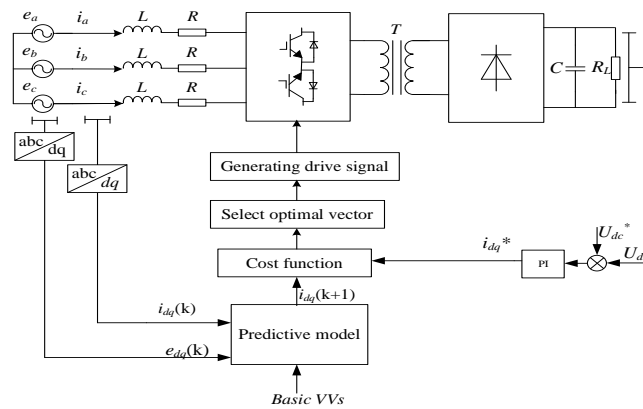 e_a i_a L R
e_b i_b L R
e_c i_c L R
T
C R_L
abc
dq
abc
dq
Generating drive signal
Select optimal vector
Cost function
i_dq*
PI
U_dc*
U_d
i_dq(k+1)
i_dq(k)
Predictive model
e_dq(k)
Basic VVs